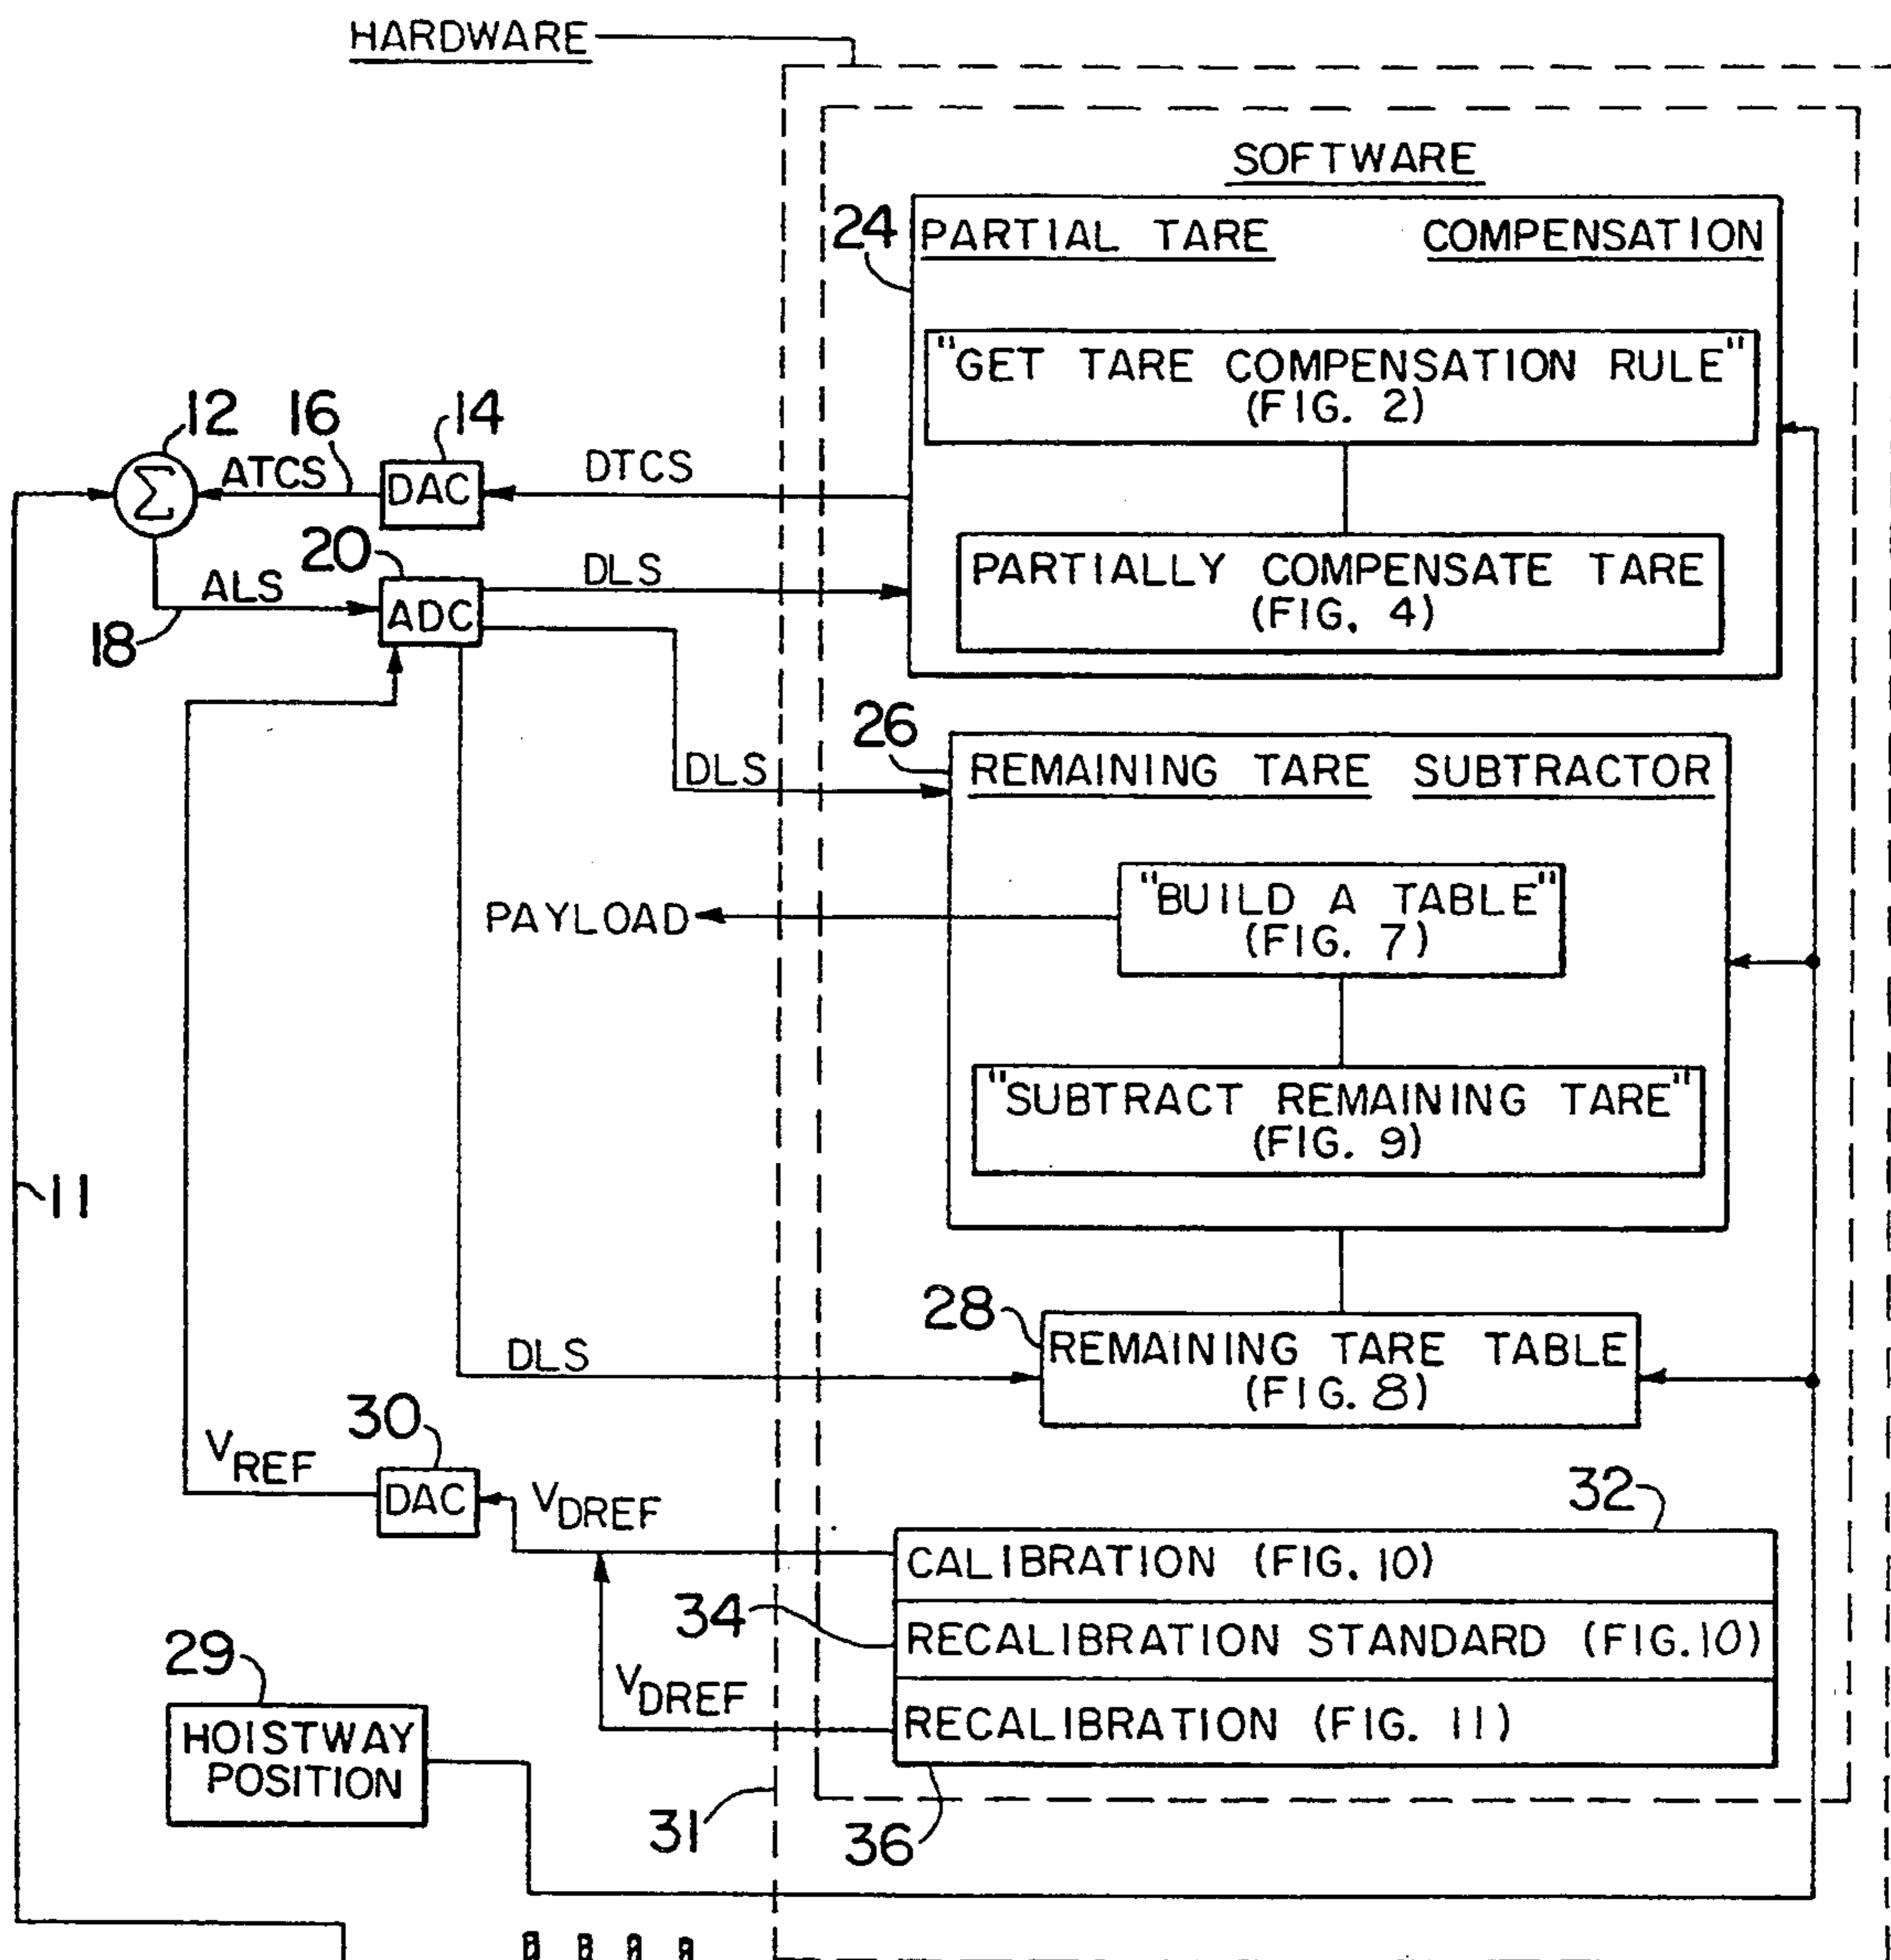 HARDWARE
SOFTWARE
24
PARTIAL TARE COMPENSATION
"GET TARE COMPENSATION RULE"
(FIG. 2)
12
16
14
ATCS
DAC
DTCS
Σ
20
DLS
PARTIALLY COMPENSATE TARE
(FIG. 4)
ALS
ADC
18
26
DLS
REMAINING TARE SUBTRACTOR
PAYLOAD
"BUILD A TABLE"
(FIG. 7)
"SUBTRACT REMAINING TARE"
(FIG. 9)
11
28
DLS
REMAINING TARE TABLE
(FIG. 8)
30
VREF
DAC
VDREF
32
CALIBRATION (FIG. 10)
34
RECALIBRATION STANDARD (FIG. 10)
29
VDREF
RECALIBRATION (FIG. 11)
HOISTWAY
POSITION
31
36